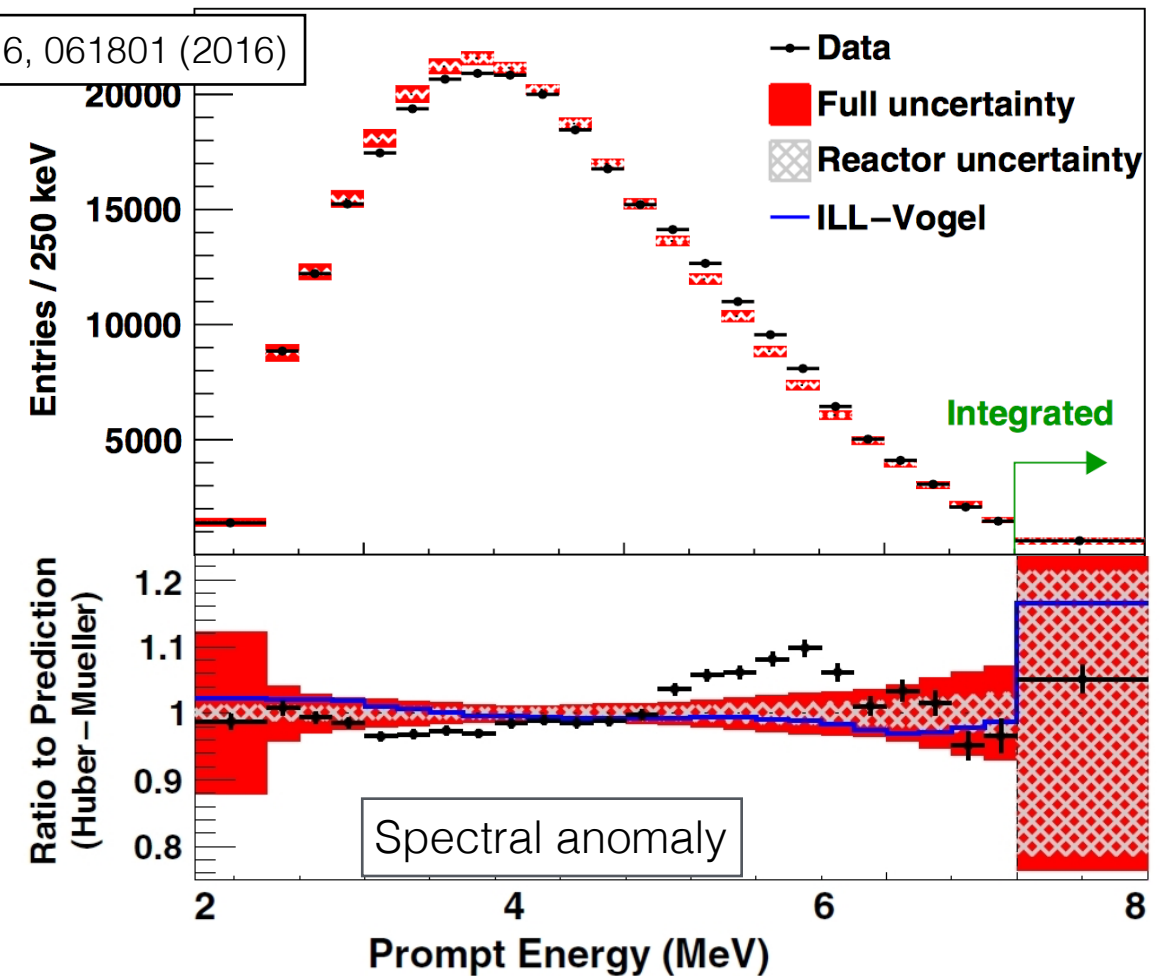 6, 061801 (2016)
Data
Full uncertainty
Reactor uncertainty
ILL−Vogel
Entries / 250 keV
20000
15000
10000
5000
Integrated
Ratio to Prediction
(Huber−Mueller)
1.2
1.1
1
0.9
0.8
Spectral anomaly
2 4 6 8
Prompt Energy (MeV)